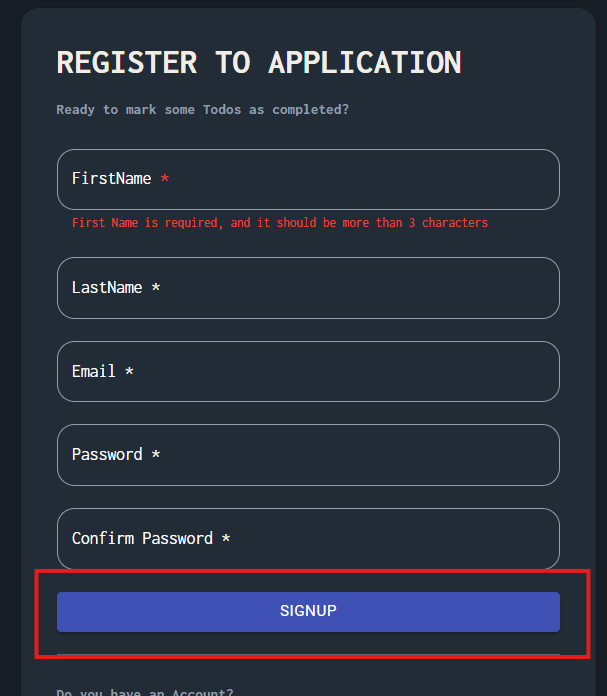 REGISTER TO APPLICATION
Ready to mark some Todos as completed?
FirstName *
First Name is required, and it should be more than 3 characters
LastName *
Email *
Password *
Confirm Password *
SIGNUP
Do you have an Account?